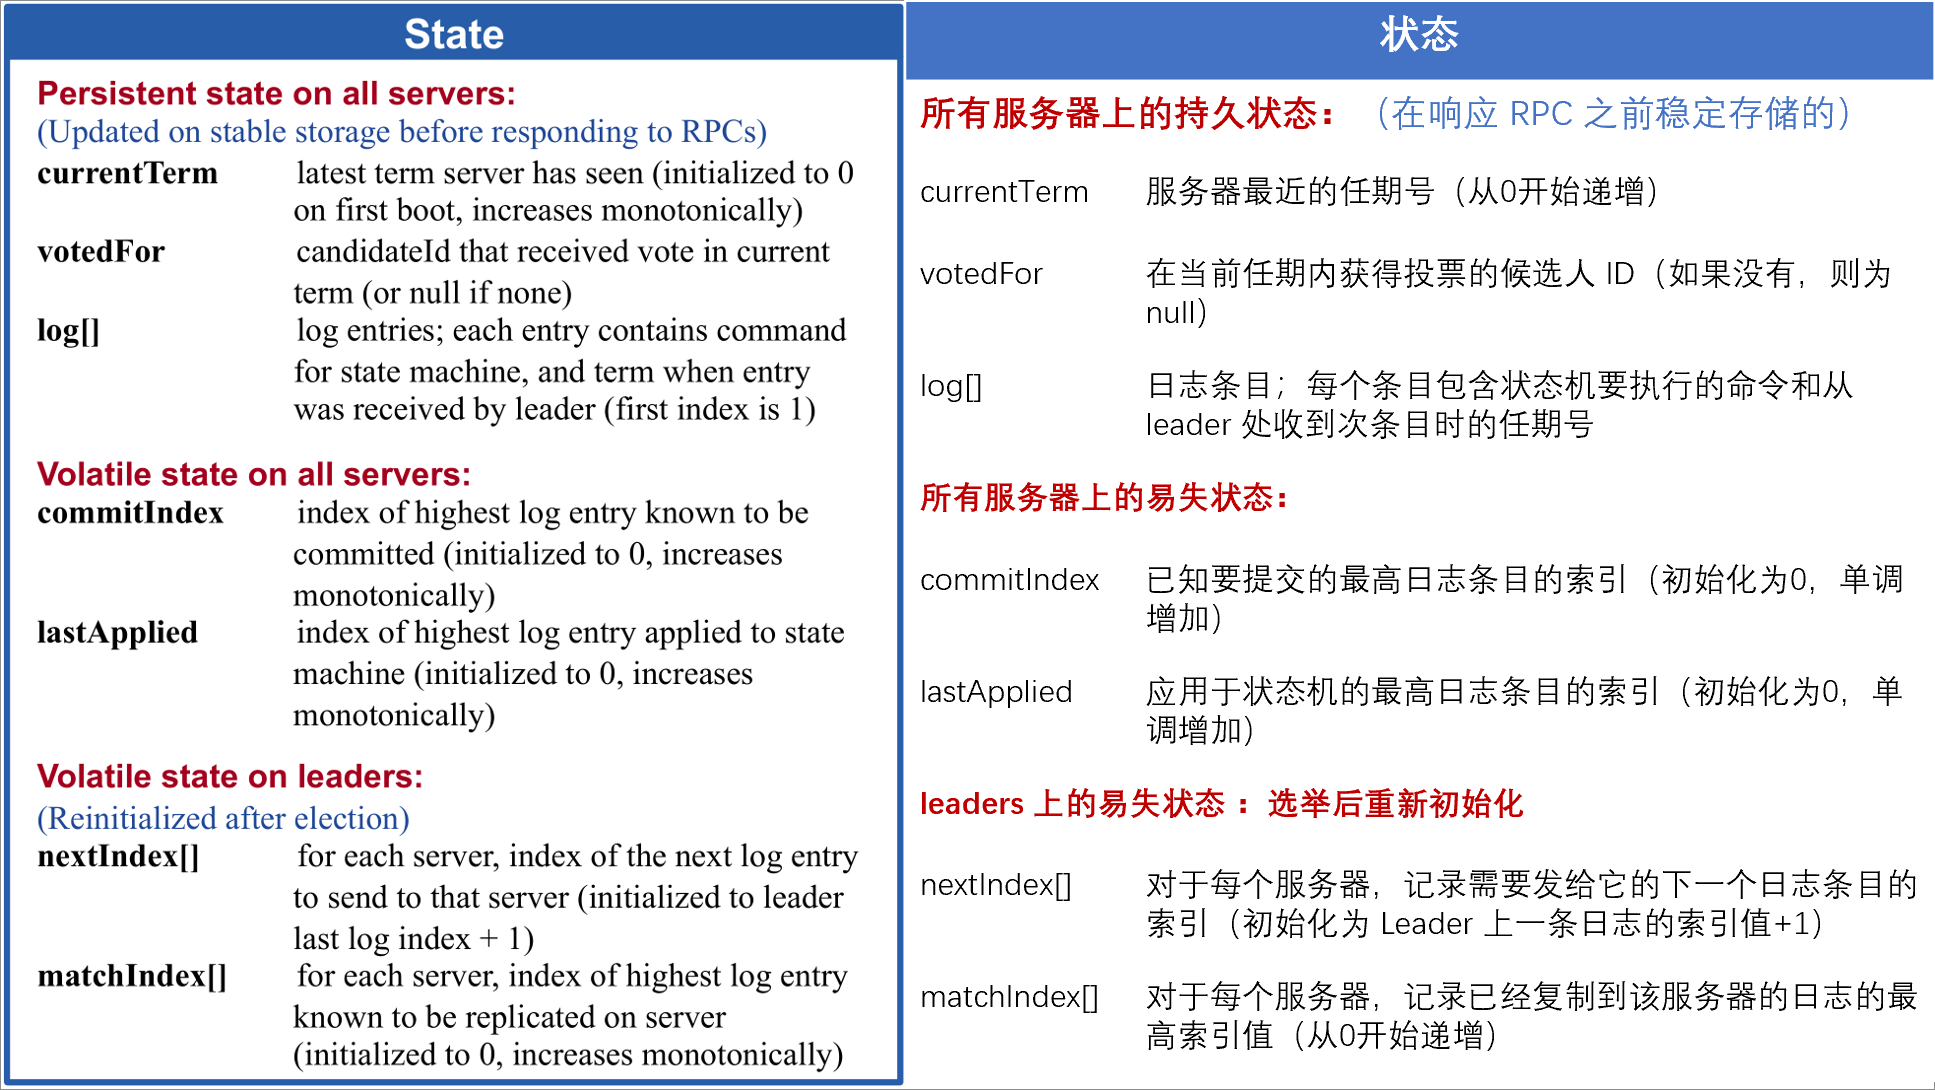 State
Persistent state on all servers:
(Updated on stable storage before responding to RPCs)
currentTerm latest term server has seen (initialized to 0
on first boot, increases monotonically)
votedFor candidateId that received vote in current
term (or null if none)
log[] log entries; each entry contains command
for state machine, and term when entry
was received by leader (first index is 1)
Volatile state on all servers:
commitIndex index of highest log entry known to be
committed (initialized to 0, increases
monotonically)
lastApplied index of highest log entry applied to state
machine (initialized to 0, increases
monotonically)
Volatile state on leaders:
(Reinitialized after election)
nextIndex[] for each server, index of the next log entry
to send to that server (initialized to leader
last log index + 1)
matchIndex[] for each server, index of highest log entry
known to be replicated on server
(initialized to 0, increases monotonically)
状态
所有服务器上的持久状态：（在响应 RPC 之前稳定存储的）
currentTerm 服务器最近的任期号（从0开始递增）
votedFor 在当前任期内获得投票的候选人 ID（如果没有，则为
null）
log[] 日志条目；每个条目包含状态机要执行的命令和从
leader 处收到次条目时的任期号
所有服务器上的易失状态：
commitIndex 已知要提交的最高日志条目的索引（初始化为0，单调
增加）
lastApplied 应用于状态机的最高日志条目的索引（初始化为0，单
调增加）
leaders 上的易失状态 ：选举后重新初始化
nextIndex[] 对于每个服务器，记录需要发给它的下一个日志条目的
索引（初始化为 Leader 上一条日志的索引值+1）
matchIndex[] 对于每个服务器，记录已经复制到该服务器的日志的最
高索引值（从0开始递增）